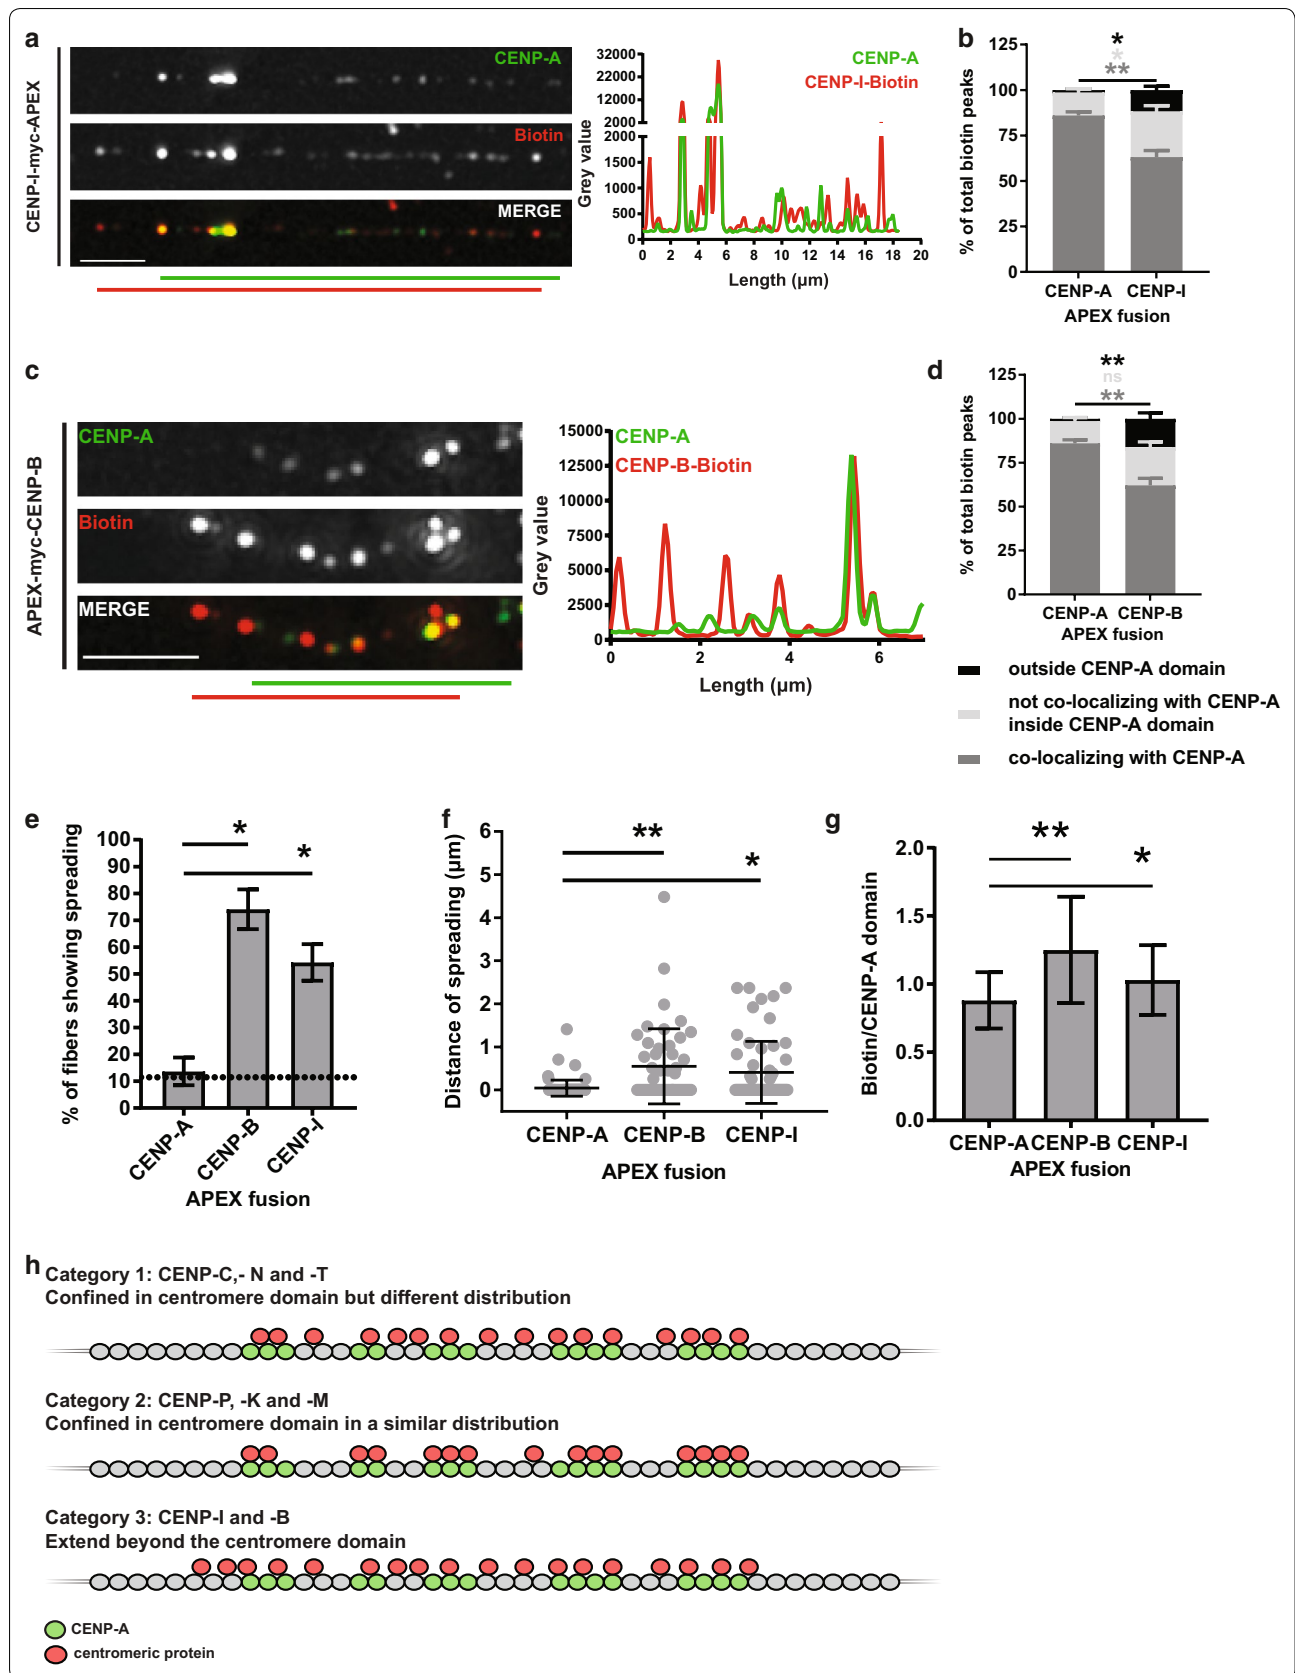 a
CENP-I-myc-APEX
CENP-A
Biotin
MERGE
CENP-A
CENP-I-Biotin
Grey value
32000
22000
12000
2000
2000
1500
1000
500
0
0 2 4 6 8 10 12 14 16 18 20
Length (µm)
b
% of total biotin peaks
125
100
75
50
25
0
*
*
**
CENP-A CENP-I
APEX fusion
c
APEX-myc-CENP-B
CENP-A
Biotin
MERGE
CENP-A
CENP-B-Biotin
Grey value
15000
12500
10000
7500
5000
2500
0
0 2 4 6
Length (µm)
d
% of total biotin peaks
125
100
75
50
25
0
**
ns
**
CENP-A CENP-B
APEX fusion
outside CENP-A domain
not co-localizing with CENP-A
inside CENP-A domain
co-localizing with CENP-A
e
% of fibers showing spreading
100
90
80
70
60
50
40
30
20
10
0
*
*
CENP-A
CENP-B
CENP-I
APEX fusion
f
Distance of spreading (µm)
6
5
4
3
2
1
0
**
*
CENP-A CENP-B CENP-I
APEX fusion
g
Biotin/CENP-A domain
2.0
1.5
1.0
0.5
0.0
**
*
CENP-A CENP-B CENP-I
APEX fusion
h
Category 1: CENP-C,- N and -T
Confined in centromere domain but different distribution
Category 2: CENP-P, -K and -M
Confined in centromere domain in a similar distribution
Category 3: CENP-I and -B
Extend beyond the centromere domain
CENP-A
centromeric protein